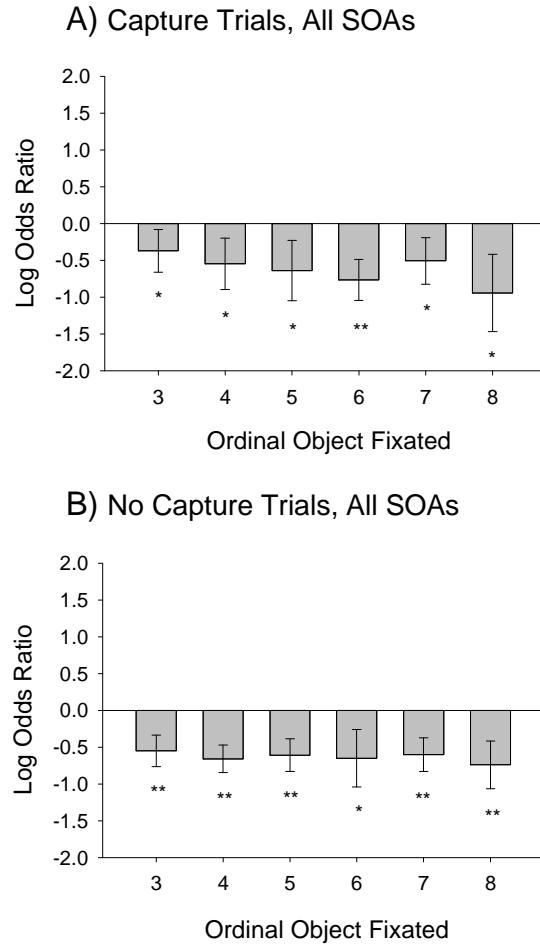 A) Capture Trials, All SOAs
2.0
1.5
1.0
0.5
0.0
-0.5
-1.0
-1.5
-2.0
Log Odds Ratio
* * * ** * *
3 4 5 6 7 8
Ordinal Object Fixated
B) No Capture Trials, All SOAs
2.0
1.5
1.0
0.5
0.0
-0.5
-1.0
-1.5
-2.0
Log Odds Ratio
** ** ** * ** **
3 4 5 6 7 8
Ordinal Object Fixated